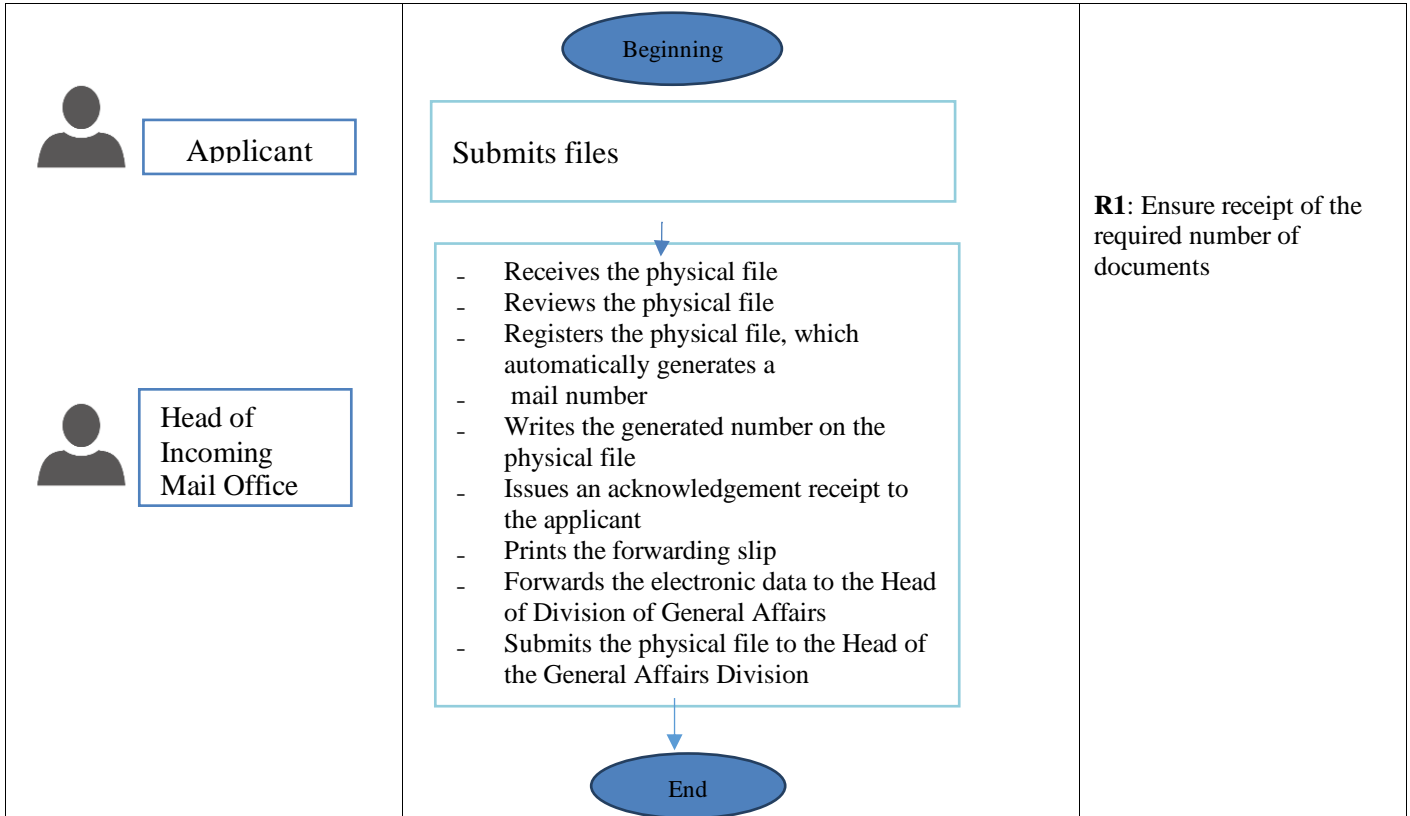 Beginning
Applicant
Submits files
R1: Ensure receipt of the
required number of
documents
- Receives the physical file
- Reviews the physical file
- Registers the physical file, which
automatically generates a
- mail number
- Writes the generated number on the
physical file
- Issues an acknowledgement receipt to
the applicant
- Prints the forwarding slip
- Forwards the electronic data to the Head
of Division of General Affairs
- Submits the physical file to the Head of
the General Affairs Division
Head of
Incoming
Mail Office
End